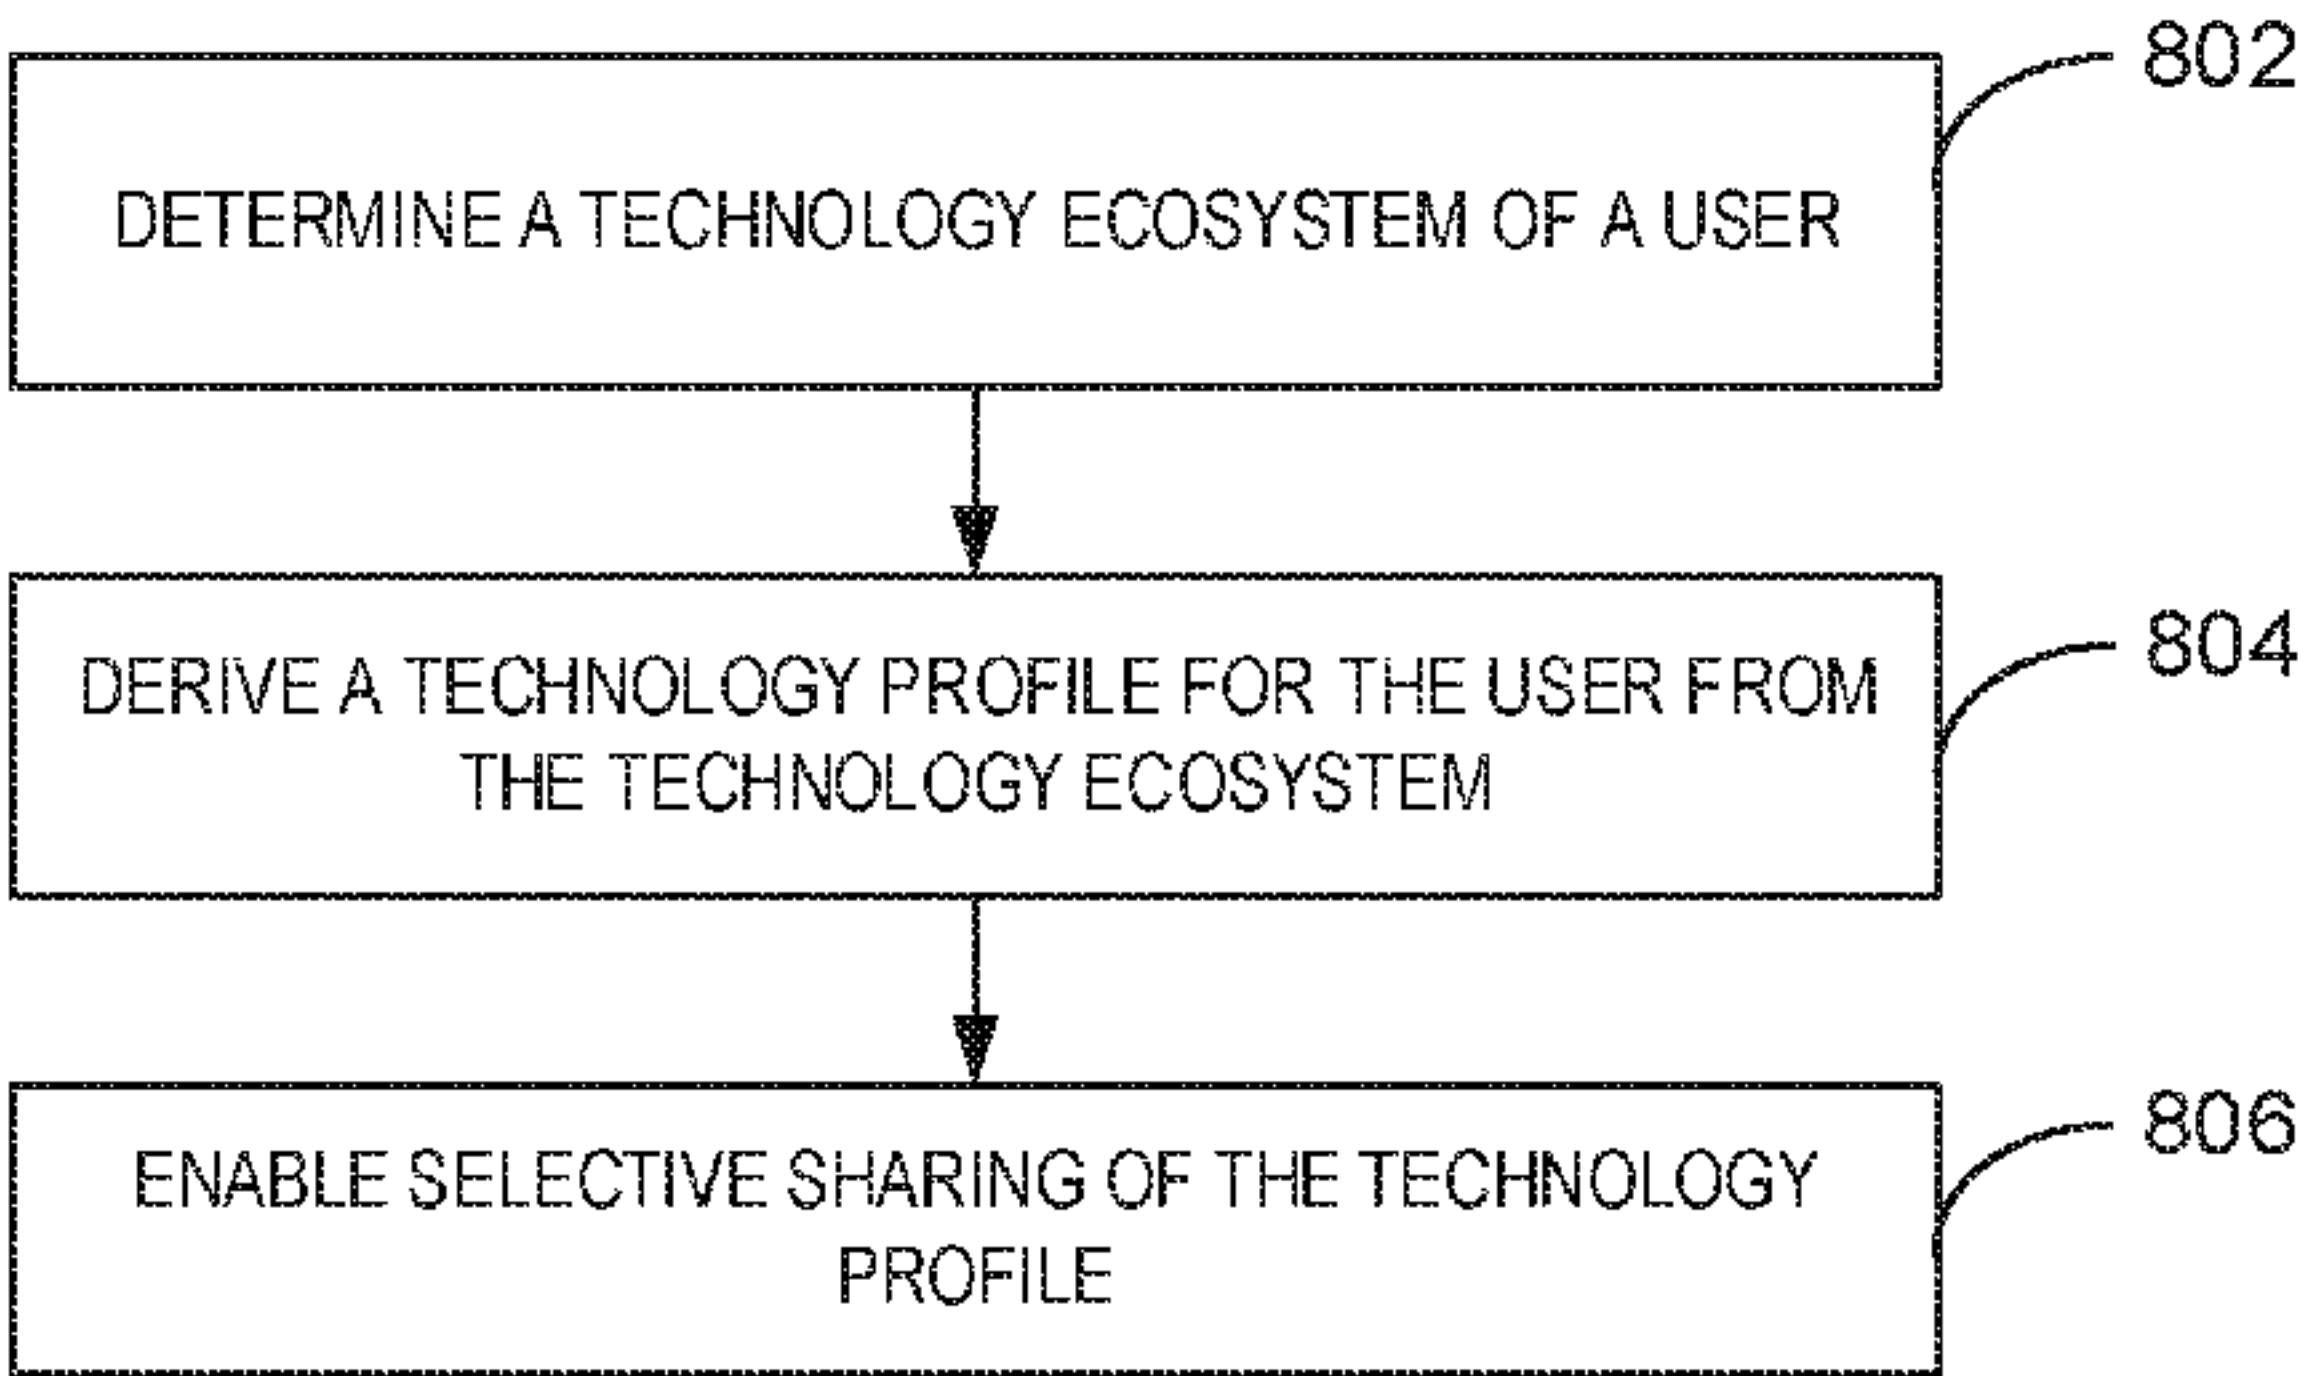 802
DETERMINE A TECHNOLOGY ECOSYSTEM OF A USER
804
DERIVE A TECHNOLOGY PROFILE FOR THE USER FROM
THE TECHNOLOGY ECOSYSTEM
806
ENABLE SELECTIVE SHARING OF THE TECHNOLOGY
PROFILE